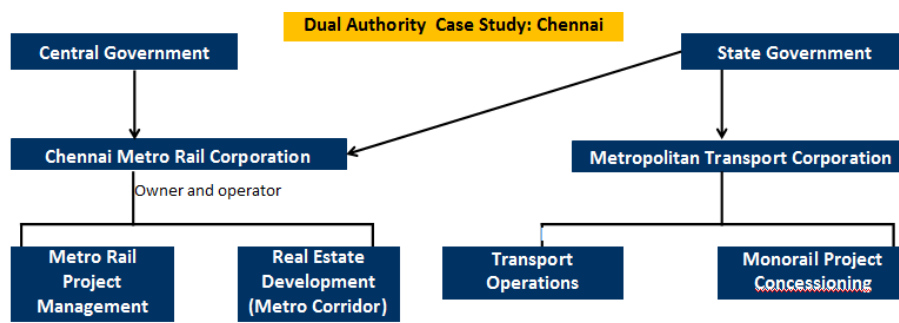 Dual Authority Case Study: Chennai
Central Government
State Government
Chennai Metro Rail Corporation
Metropolitan Transport Corporation
Owner and operator
Metro Rail
Project
Management
Real Estate
Development
(Metro Corridor)
Transport
Operations
Monorail Project
Concessioning